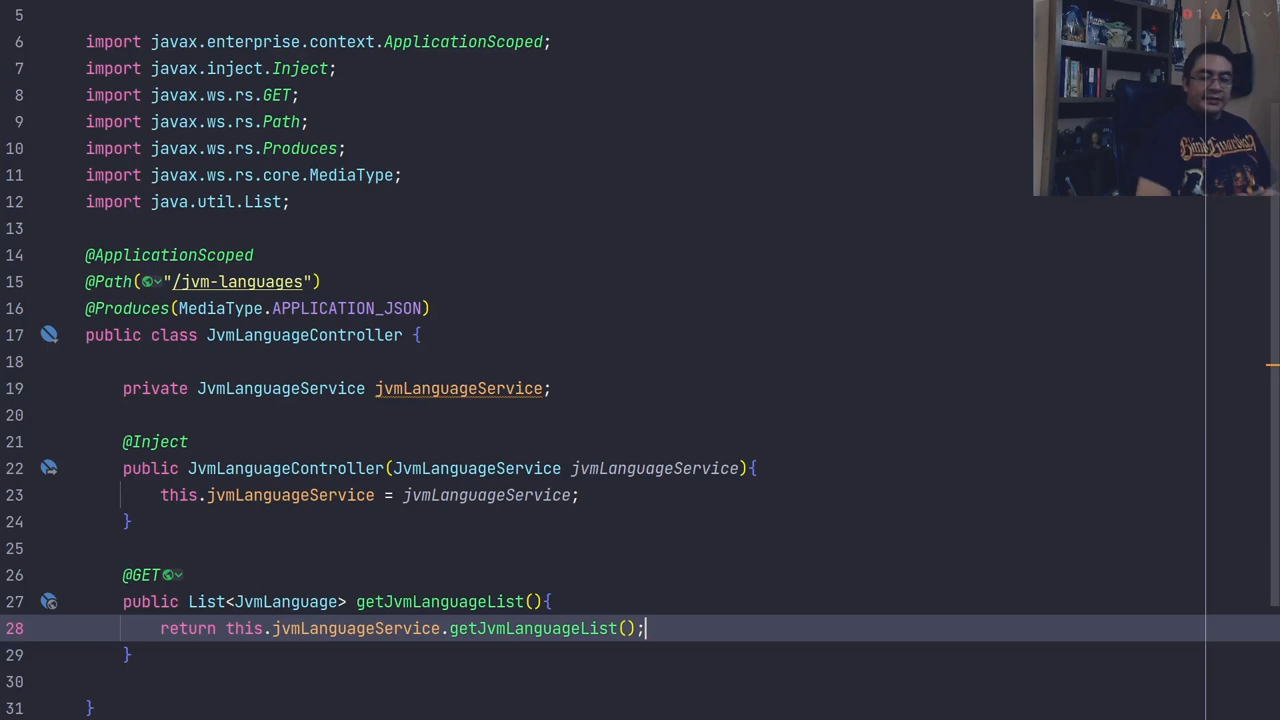 1 1
5
6 import javax.enterprise.context.ApplicationScoped;
7 import javax.inject.Inject;
8 import javax.ws.rs.GET;
9 import javax.ws.rs.Path;
10 import javax.ws.rs.Produces;
11 import javax.ws.rs.core.MediaType;
12 import java.util.List;
13
14 @ApplicationScoped
15 @Path("/jvm-languages")
16 @Produces(MediaType.APPLICATION_JSON)
17 public class JvmLanguageController {
18
19 private JvmLanguageService jvmLanguageService;
20
21 @Inject
22 public JvmLanguageController(JvmLanguageService jvmLanguageService){
23 this.jvmLanguageService = jvmLanguageService;
24 }
25
26 @GET
27 public List<JvmLanguage> getJvmLanguageList(){
28 return this.jvmLanguageService.getJvmLanguageList();
29 }
30
31 }
Blind Guardian